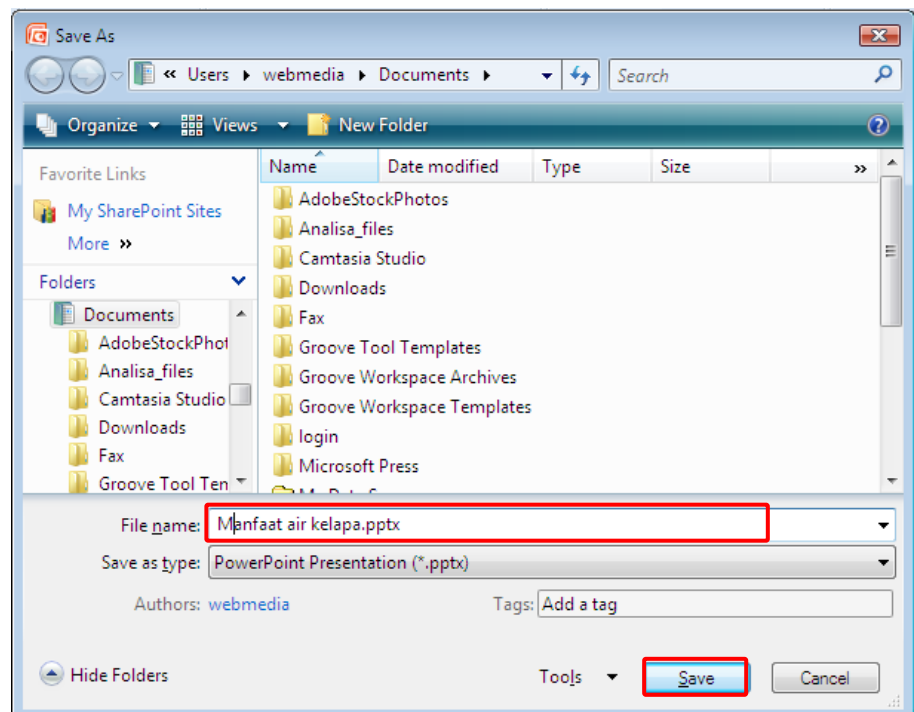 Save As
« Users ▸ webmedia ▸ Documents ▸ Search
Organize Views New Folder
Favorite Links
My SharePoint Sites
More »
Folders
Documents
AdobeStockPhot
Analisa_files
Camtasia Studio
Downloads
Fax
Groove Tool Ten
Name Date modified Type Size »
AdobeStockPhotos
Analisa_files
Camtasia Studio
Downloads
Fax
Groove Tool Templates
Groove Workspace Archives
Groove Workspace Templates
login
Microsoft Press
File name: Manfaat air kelapa.pptx
Save as type: PowerPoint Presentation (*.pptx)
Authors: webmedia Tags: Add a tag
Hide Folders Tools Save Cancel